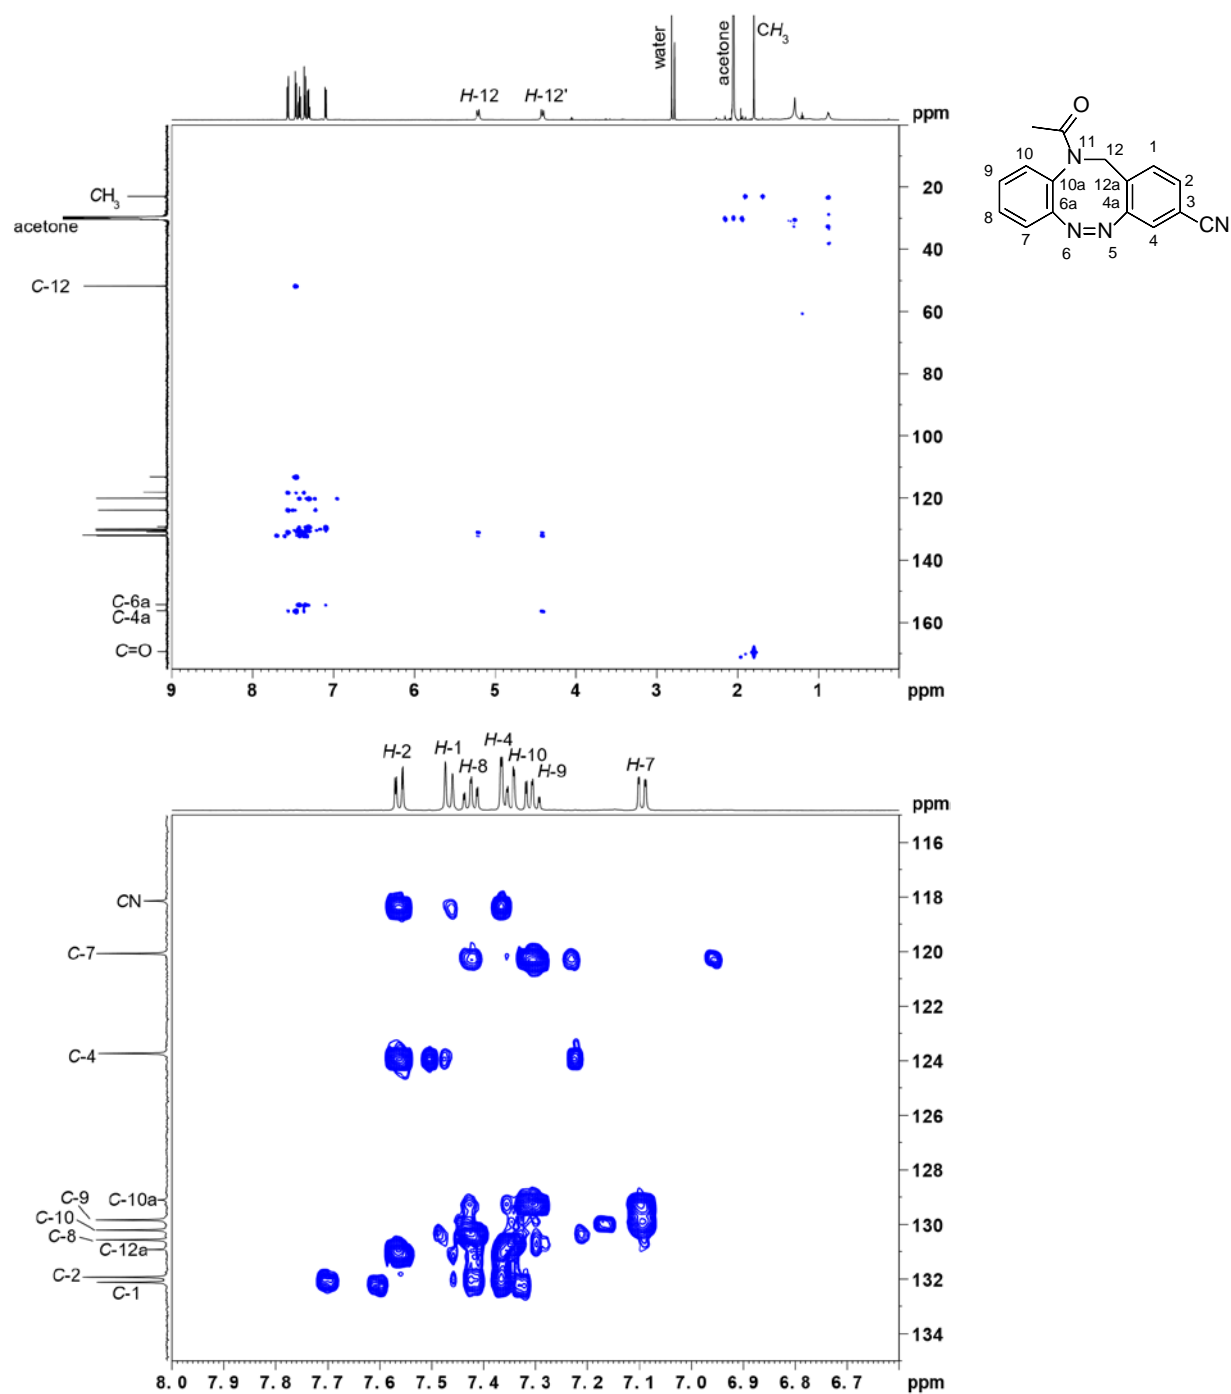 water
acetone
CH3
H-12 H-12'
ppm
CH3
acetone
C-12
C-6a
C-4a
C=O
20
40
60
80
100
120
140
160
9 8 7 6 5 4 3 2 1 ppm
O
N 11 12
10 1
9 10a 12a 2
8 6a 4a 3
7 N=N 4 CN
6 5
H-2 H-1 H-8 H-4 H-10 H-9 H-7
ppm
CN
C-7
C-4
C-9 C-10a
C-10
C-8
C-12a
C-2
C-1
116
118
120
122
124
126
128
130
132
134
8.0 7.9 7.8 7.7 7.6 7.5 7.4 7.3 7.2 7.1 7.0 6.9 6.8 6.7 ppm